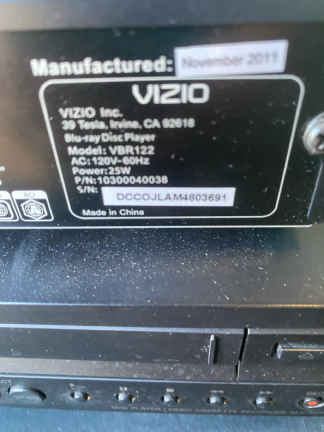 Manufactured: November 2011
VIZIO
VIZIO Inc.
39 Tesla, Irvine, CA 92618
Blu-ray Disc Player
Model: VBR122
AC: 120V~60Hz
Power: 25W
P/N:10300040038
S/N: DCCOJLAM4803691
Made in China